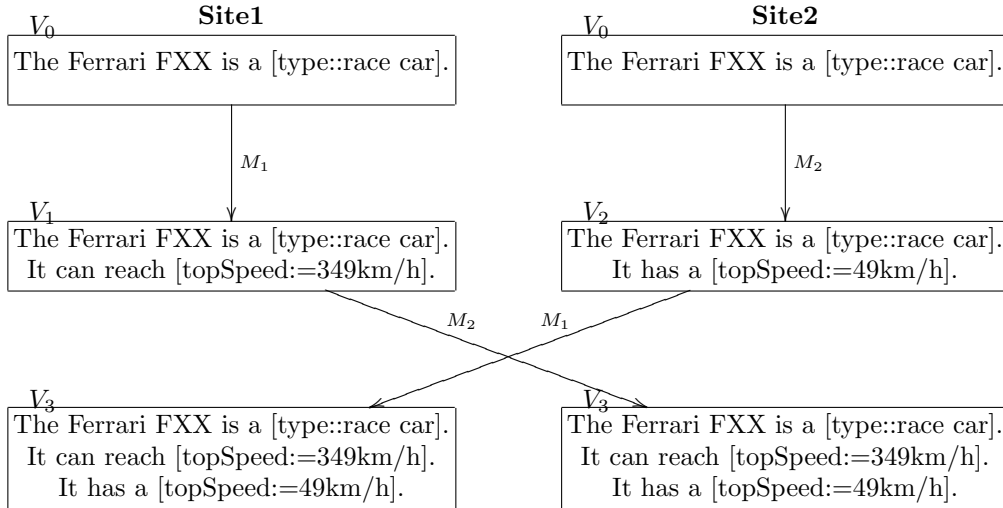 Site1
Site2
V0
The Ferrari FXX is a [type::race car].
V0
The Ferrari FXX is a [type::race car].
M1
M2
V1
The Ferrari FXX is a [type::race car].
It can reach [topSpeed:=349km/h].
V2
The Ferrari FXX is a [type::race car].
It has a [topSpeed:=49km/h].
M2
M1
V3
The Ferrari FXX is a [type::race car].
It can reach [topSpeed:=349km/h].
It has a [topSpeed:=49km/h].
V3
The Ferrari FXX is a [type::race car].
It can reach [topSpeed:=349km/h].
It has a [topSpeed:=49km/h].